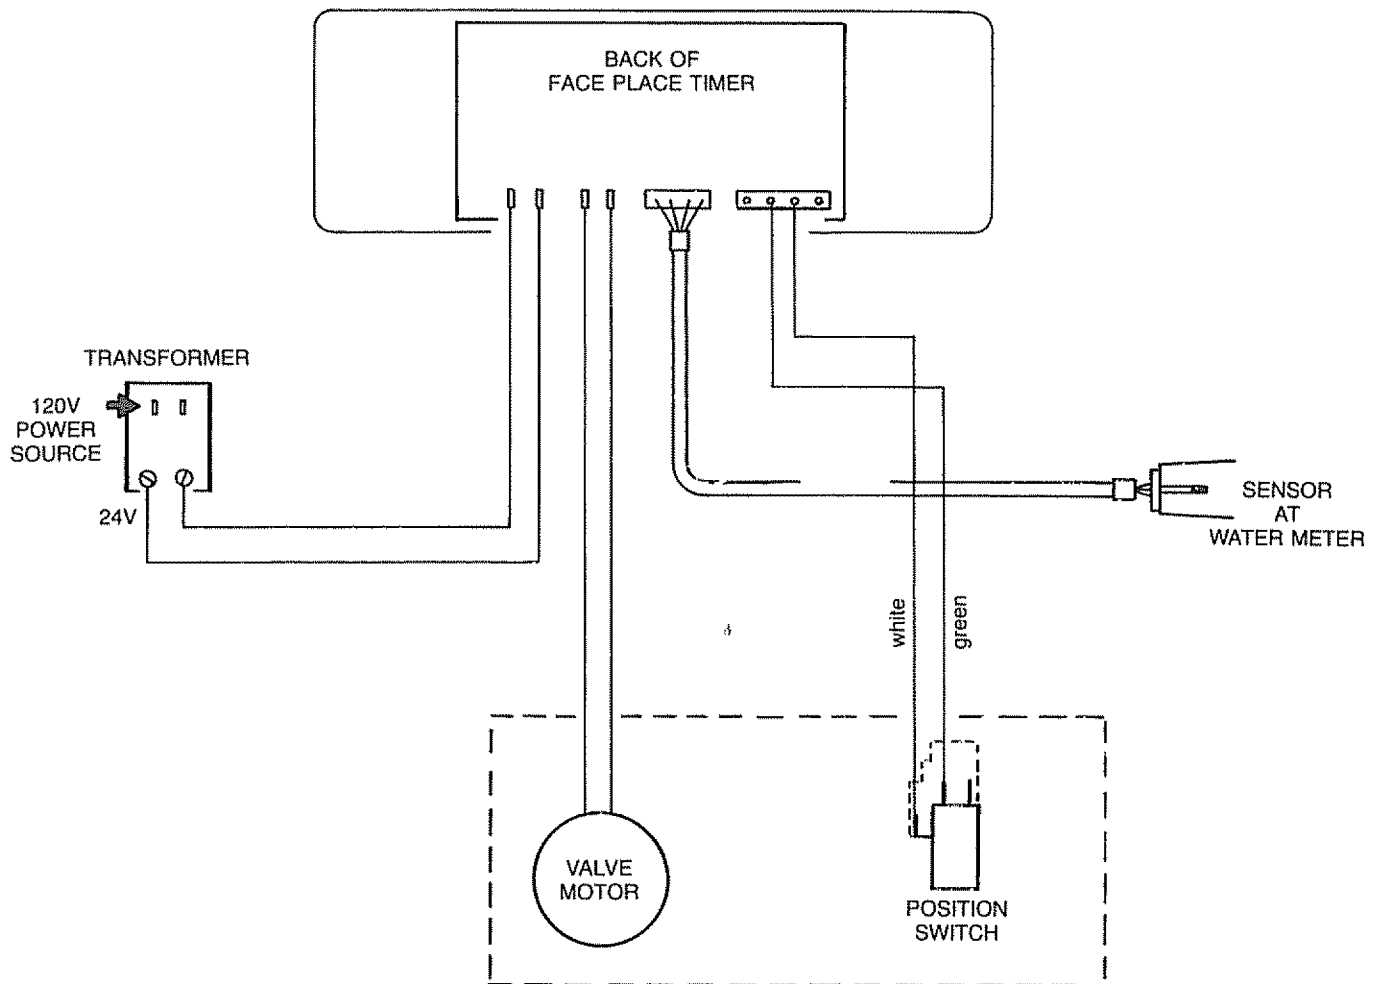 BACK OF
FACE PLACE TIMER
TRANSFORMER
120V
POWER
SOURCE
24V
SENSOR
AT
WATER METER
white
green
VALVE
MOTOR
POSITION
SWITCH